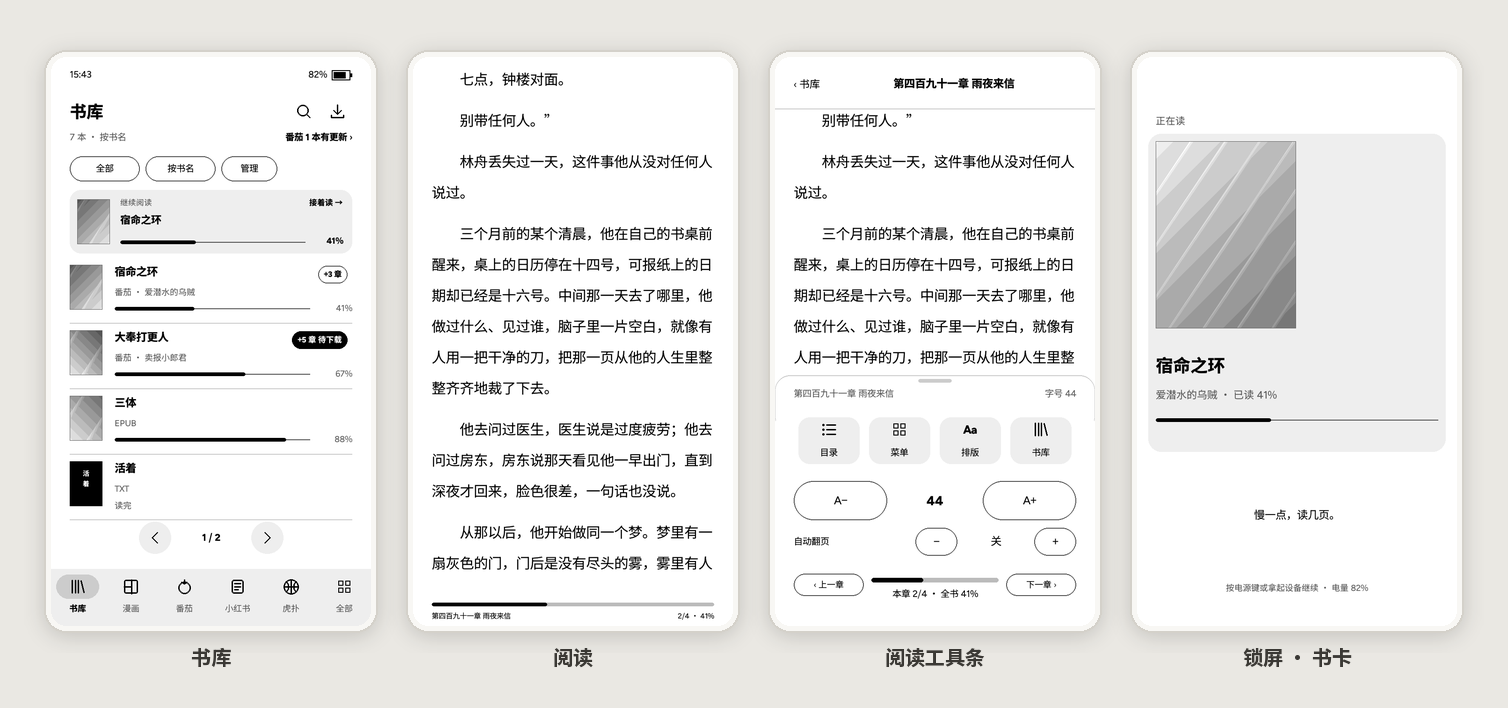 15:43
82%
书库
7 本 · 按书名
番茄 1 本有更新 ›
全部
按书名
管理
继续阅读
接着读 →
宿命之环
41%
宿命之环
+3 章
番茄 · 爱潜水的乌贼
41%
大奉打更人
+5 章 待下载
番茄 · 卖报小郎君
67%
三体
EPUB
88%
活着
活着
TXT
读完
1 / 2
书库
漫画
番茄
小红书
虎扑
全部
书库
七点，钟楼对面。
别带任何人。”
林舟丢失过一天，这件事他从没对任何人
说过。
三个月前的某个清晨，他在自己的书桌前
醒来，桌上的日历停在十四号，可报纸上的日
期却已经是十六号。中间那一天去了哪里，他
做过什么、见过谁，脑子里一片空白，就像有
人用一把干净的刀，把那一页从他的人生里整
整齐齐地裁了下去。
他去问过医生，医生说是过度疲劳；他去
问过房东，房东说那天看见他一早出门，直到
深夜才回来，脸色很差，一句话也没说。
从那以后，他开始做同一个梦。梦里有一
扇灰色的门，门后是没有尽头的雾，雾里有人
第四百九十一章 雨夜来信
2/4 · 41%
阅读
‹ 书库
第四百九十一章 雨夜来信
别带任何人。”
林舟丢失过一天，这件事他从没对任何人
说过。
三个月前的某个清晨，他在自己的书桌前
醒来，桌上的日历停在十四号，可报纸上的日
期却已经是十六号。中间那一天去了哪里，他
做过什么、见过谁，脑子里一片空白，就像有
人用一把干净的刀，把那一页从他的人生里整
第四百九十一章 雨夜来信
字号 44
目录
菜单
Aa
排版
书库
A−
44
A+
自动翻页
−
关
+
‹ 上一章
本章 2/4 · 全书 41%
下一章 ›
阅读工具条
正在读
宿命之环
爱潜水的乌贼 · 已读 41%
慢一点，读几页。
按电源键或拿起设备继续 · 电量 82%
锁屏 · 书卡